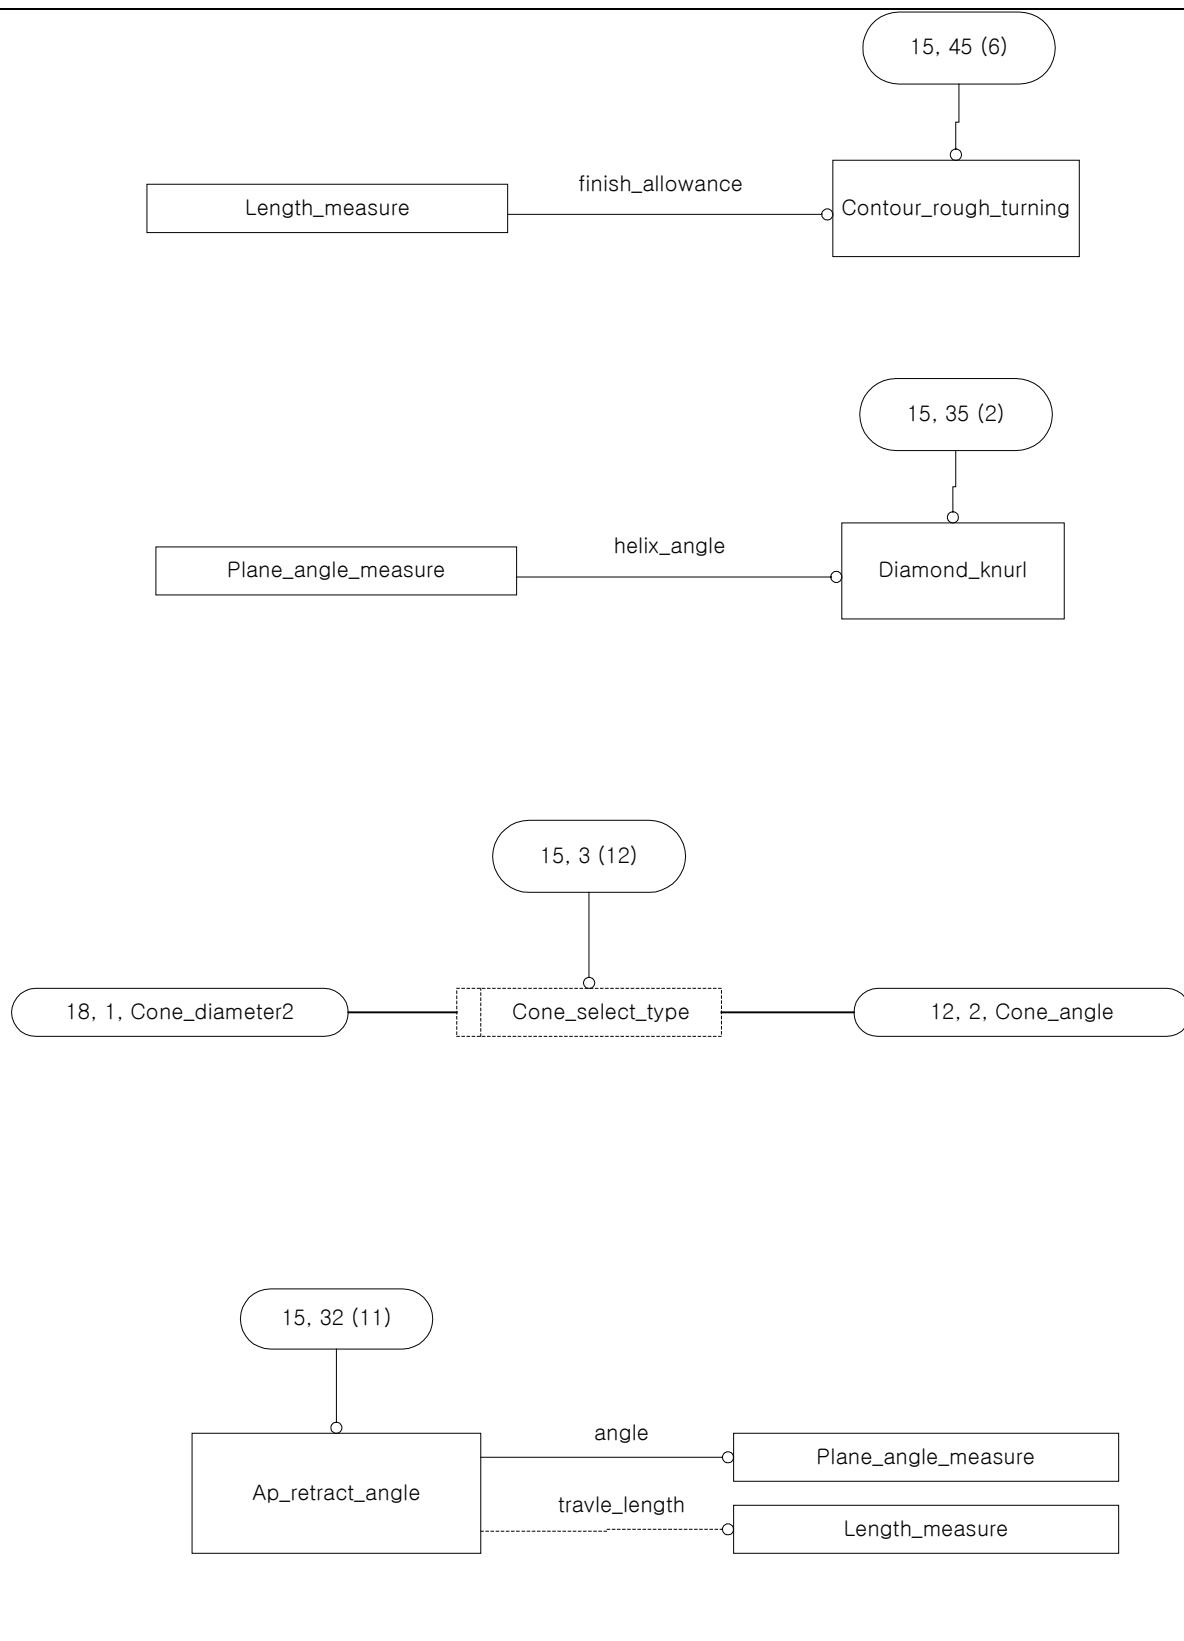 15, 45 (6)
finish_allowance
Length_measure
Contour_rough_turning
15, 35 (2)
helix_angle
Plane_angle_measure
Diamond_knurl
15, 3 (12)
18, 1, Cone_diameter2
Cone_select_type
12, 2, Cone_angle
15, 32 (11)
angle
Plane_angle_measure
Ap_retract_angle
travle_length
Length_measure